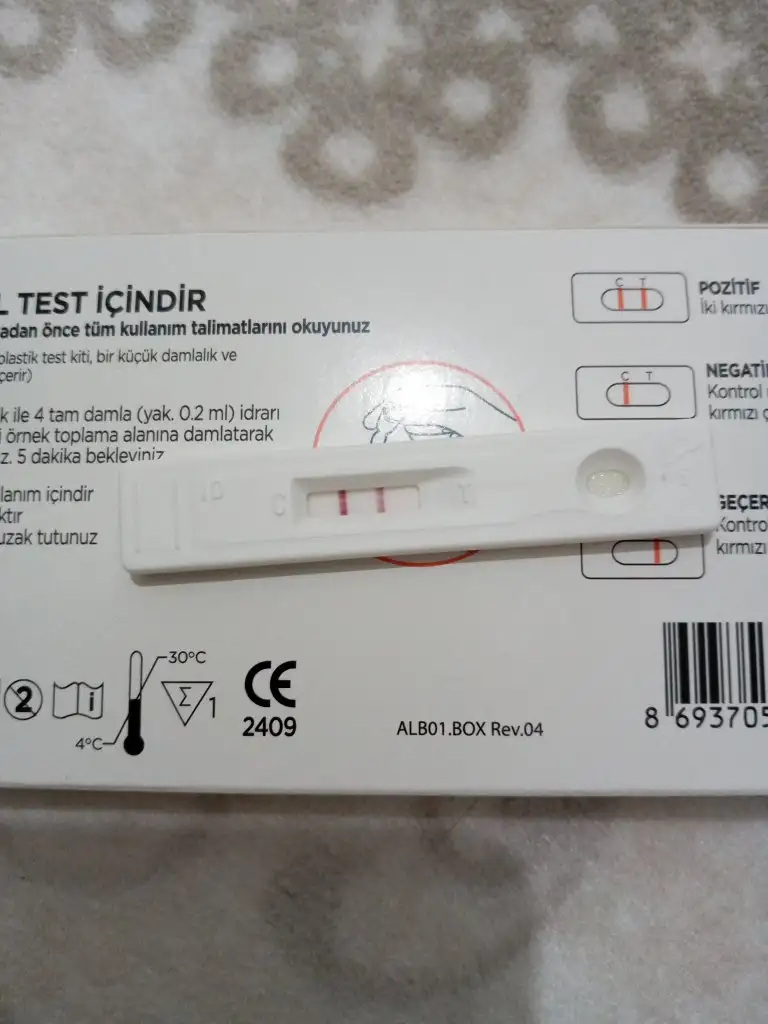 L TEST İÇİNDİR
adan önce tüm kullanım talimatlarını okuyunuz
plastik test kiti, bir küçük damlalık ve
çerir)
k ile 4 tam damla (yak. 0.2 ml) idrarı
i örnek toplama alanına damlatarak
z. 5 dakika bekleyiniz
lanım içindir
ktır
uzak tutunuz
C T
POZİTİF
İki kırmızı
C T
NEGATİ
Kontrol
kırmızı ç
GEÇER
Kontro
kırmızı
ID
C
T
S
2
i
30°C
4°C
Σ
1
CE
2409
ALB01.BOX Rev.04
8 693705